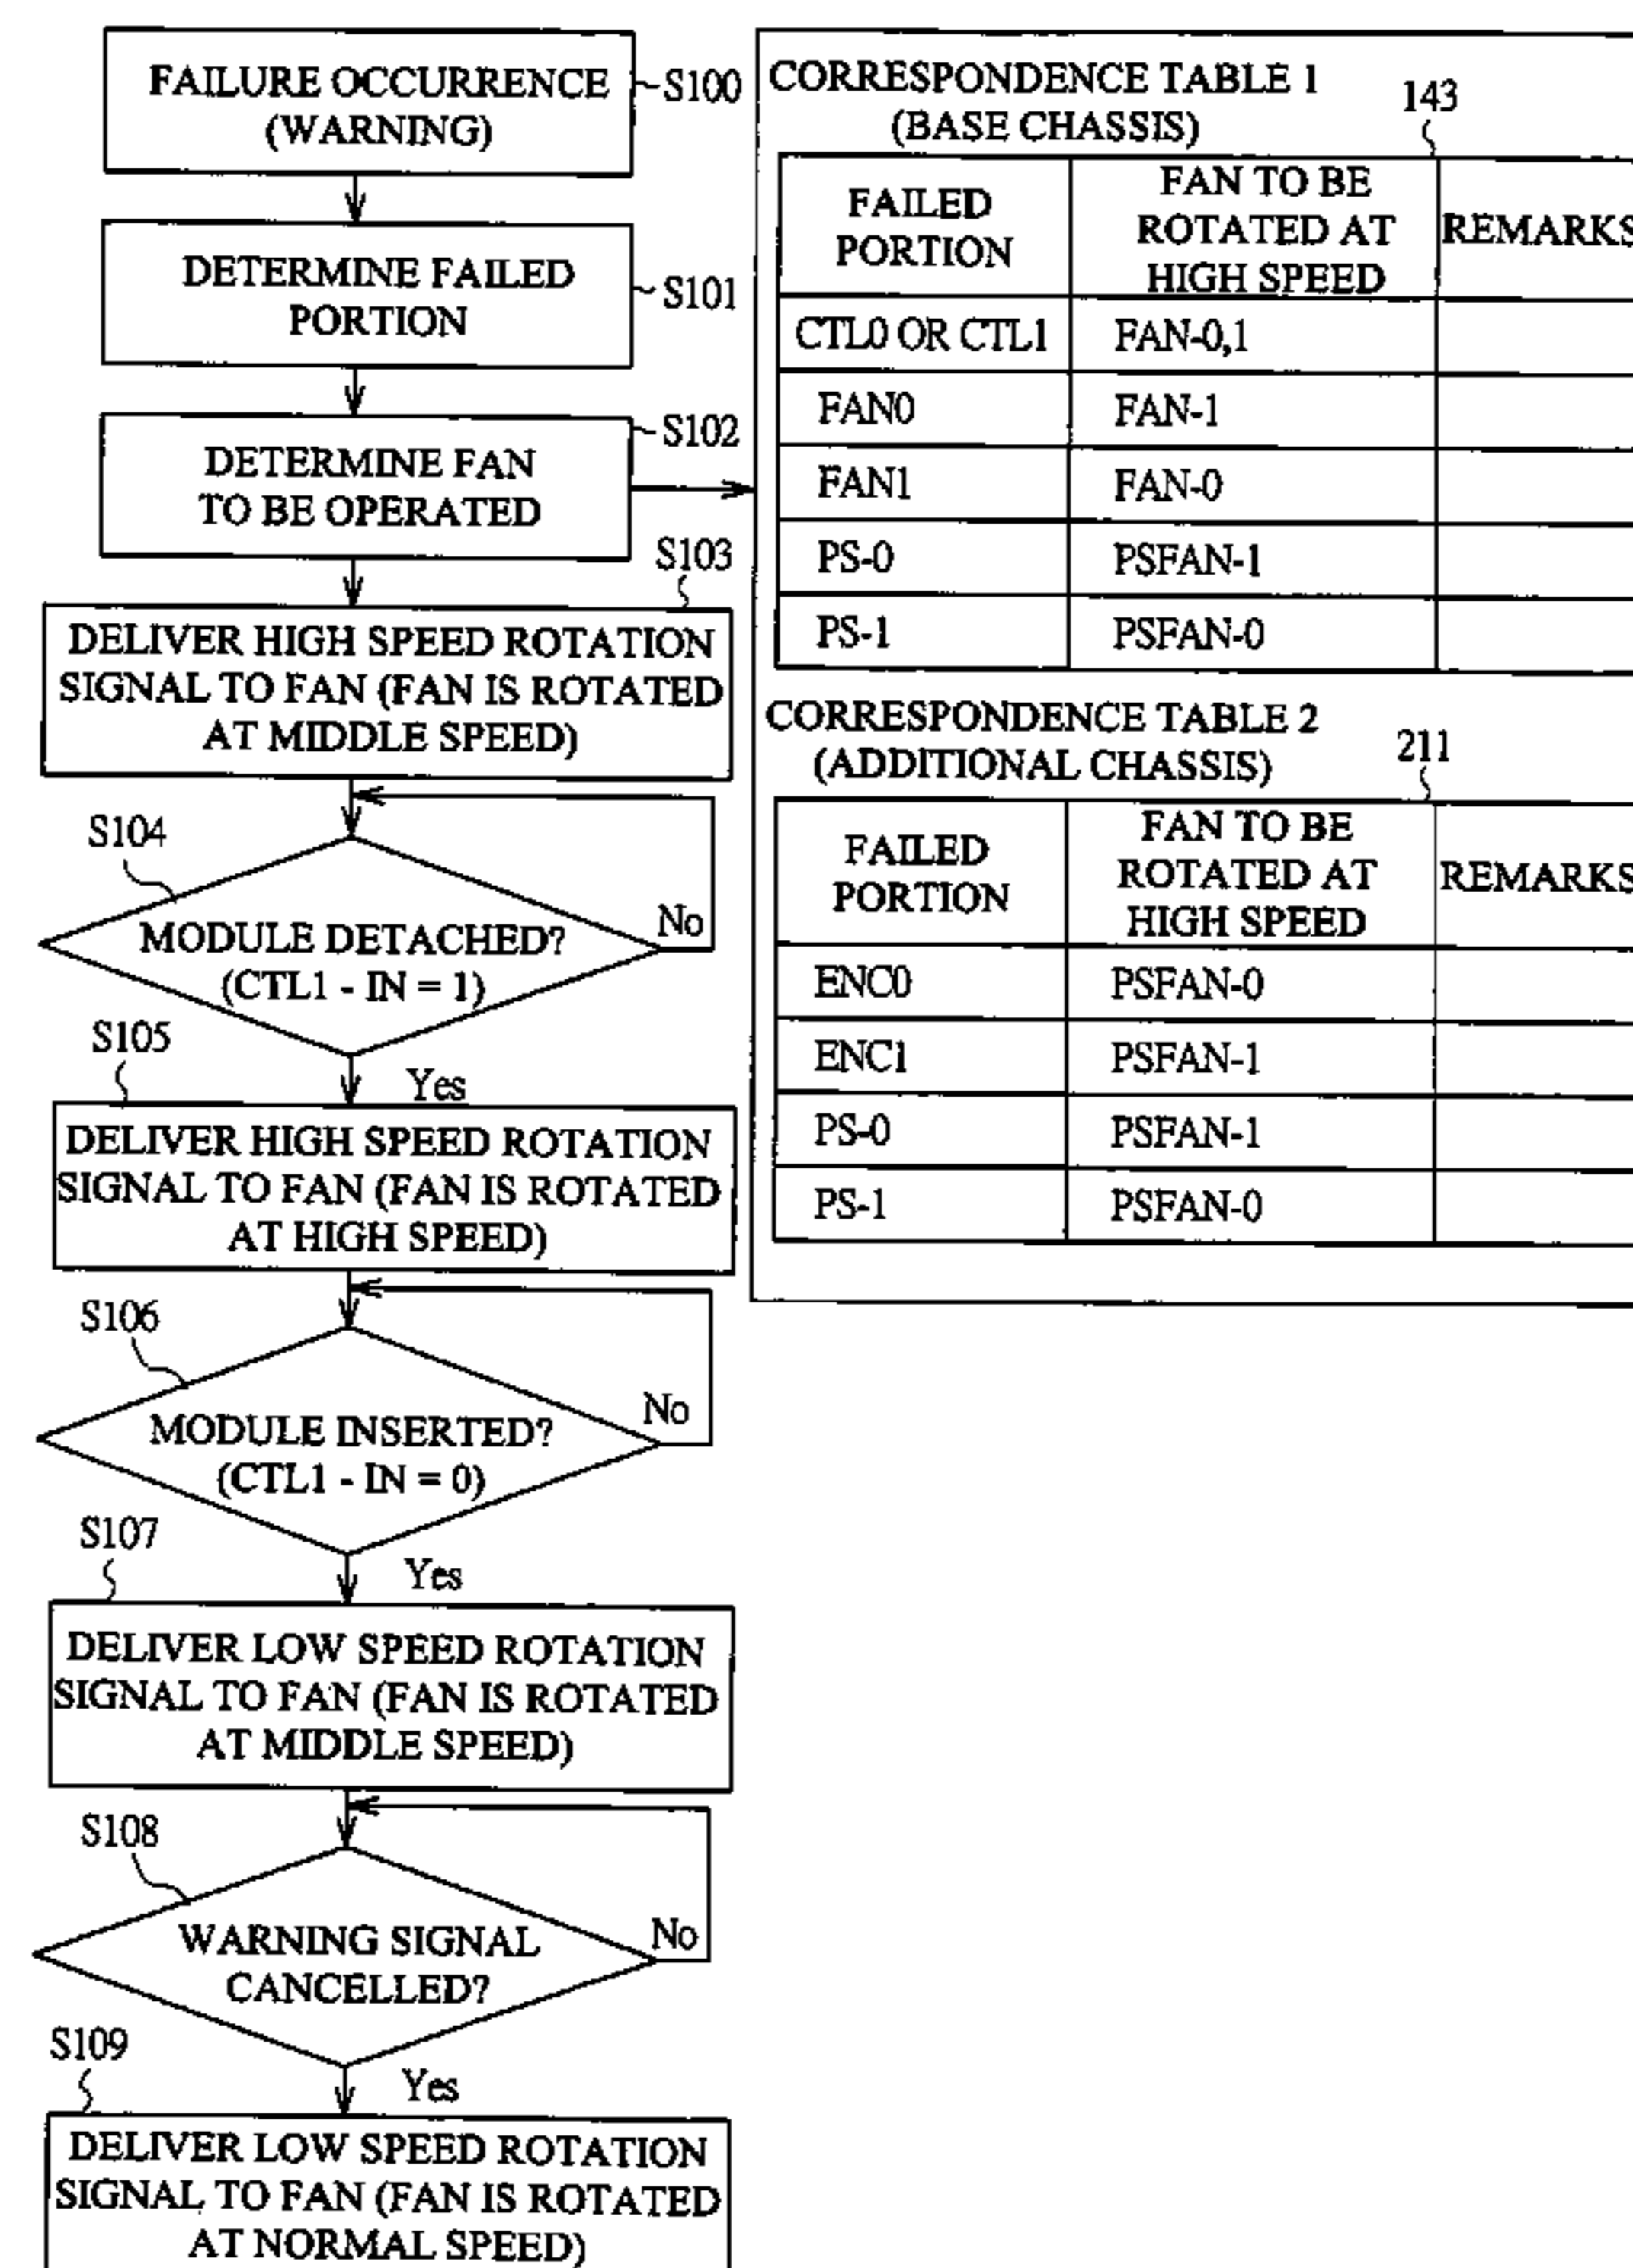 FAILURE OCCURRENCE
(WARNING)
S100
DETERMINE FAILED
PORTION
S101
DETERMINE FAN
TO BE OPERATED
S102
S103
DELIVER HIGH SPEED ROTATION
SIGNAL TO FAN (FAN IS ROTATED
AT MIDDLE SPEED)
S104
MODULE DETACHED?
(CTL1 - IN = 1)
No
Yes
S105
DELIVER HIGH SPEED ROTATION
SIGNAL TO FAN (FAN IS ROTATED
AT HIGH SPEED)
S106
MODULE INSERTED?
(CTL1 - IN = 0)
No
Yes
S107
DELIVER LOW SPEED ROTATION
SIGNAL TO FAN (FAN IS ROTATED
AT MIDDLE SPEED)
S108
WARNING SIGNAL
CANCELLED?
No
Yes
S109
DELIVER LOW SPEED ROTATION
SIGNAL TO FAN (FAN IS ROTATED
AT NORMAL SPEED)
CORRESPONDENCE TABLE 1
(BASE CHASSIS)
143
FAILED
PORTION
FAN TO BE
ROTATED AT
HIGH SPEED
REMARKS
CTL0 OR CTL1
FAN-0,1
FAN0
FAN-1
FAN1
FAN-0
PS-0
PSFAN-1
PS-1
PSFAN-0
CORRESPONDENCE TABLE 2
(ADDITIONAL CHASSIS)
211
FAILED
PORTION
FAN TO BE
ROTATED AT
HIGH SPEED
REMARKS
ENC0
PSFAN-0
ENC1
PSFAN-1
PS-0
PSFAN-1
PS-1
PSFAN-0